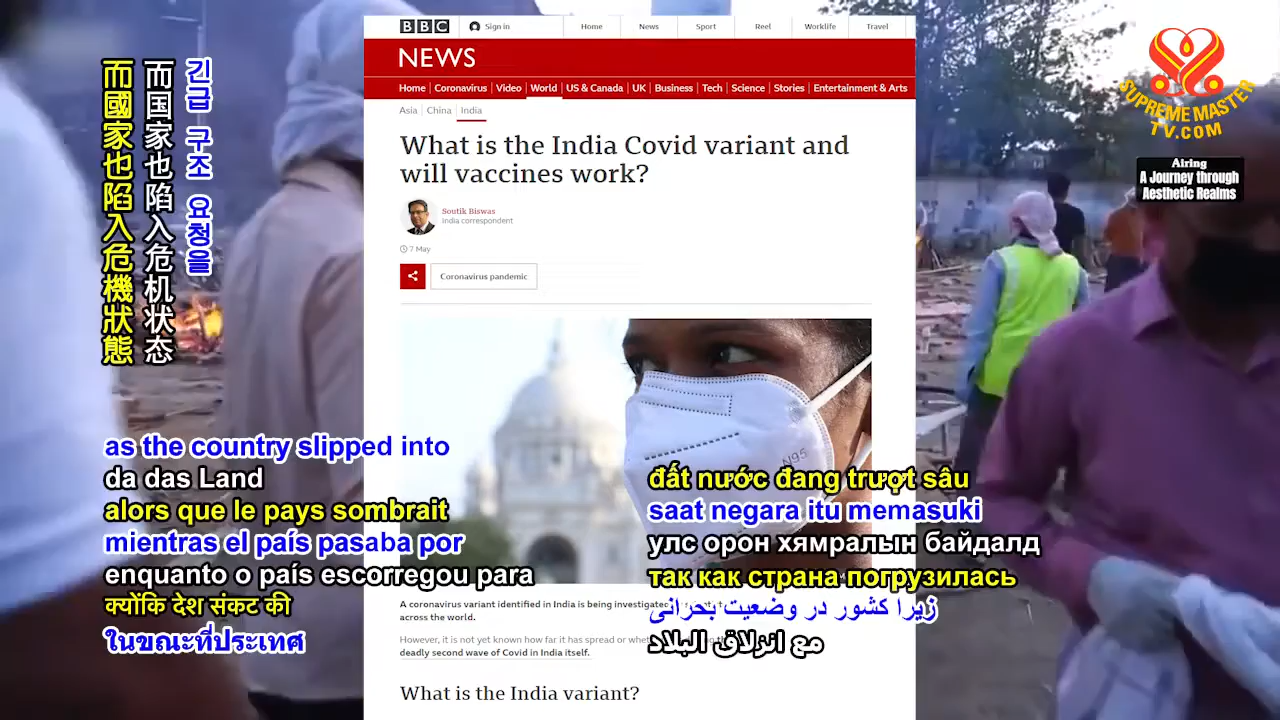 BBC
Sign in
Home
News
Sport
Reel
Worklife
Travel
NEWS
Home
Coronavirus
Video
World
US & Canada
UK
Business
Tech
Science
Stories
Entertainment & Arts
Asia
China
India
What is the India Covid variant and
will vaccines work?
Soutik Biswas
India correspondent
7 May
Coronavirus pandemic
N95
A coronavirus variant identified in India is being investigated
across the world.
However, it is not yet known how far it has spread or
deadly second wave of Covid in India itself.
What is the India variant?
SUPREME MASTER
TV.COM
Airing
A Journey through
Aesthetic Realms
긴급 구조 요청을
而国家也陷入危机状态
而國家也陷入危機狀態
as the country slipped into
da das Land
alors que le pays sombrait
mientras el país pasaba por
enquanto o país escorregou para
क्योंकि देश संकट की
ในขณะที่ประเทศ
đất nước đang trượt sâu
saat negara itu memasuki
улс орон хямралын байдалд
так как страна погрузилась
زیرا کشور در وضعیت بحرانی
مع انزلاق البلاد